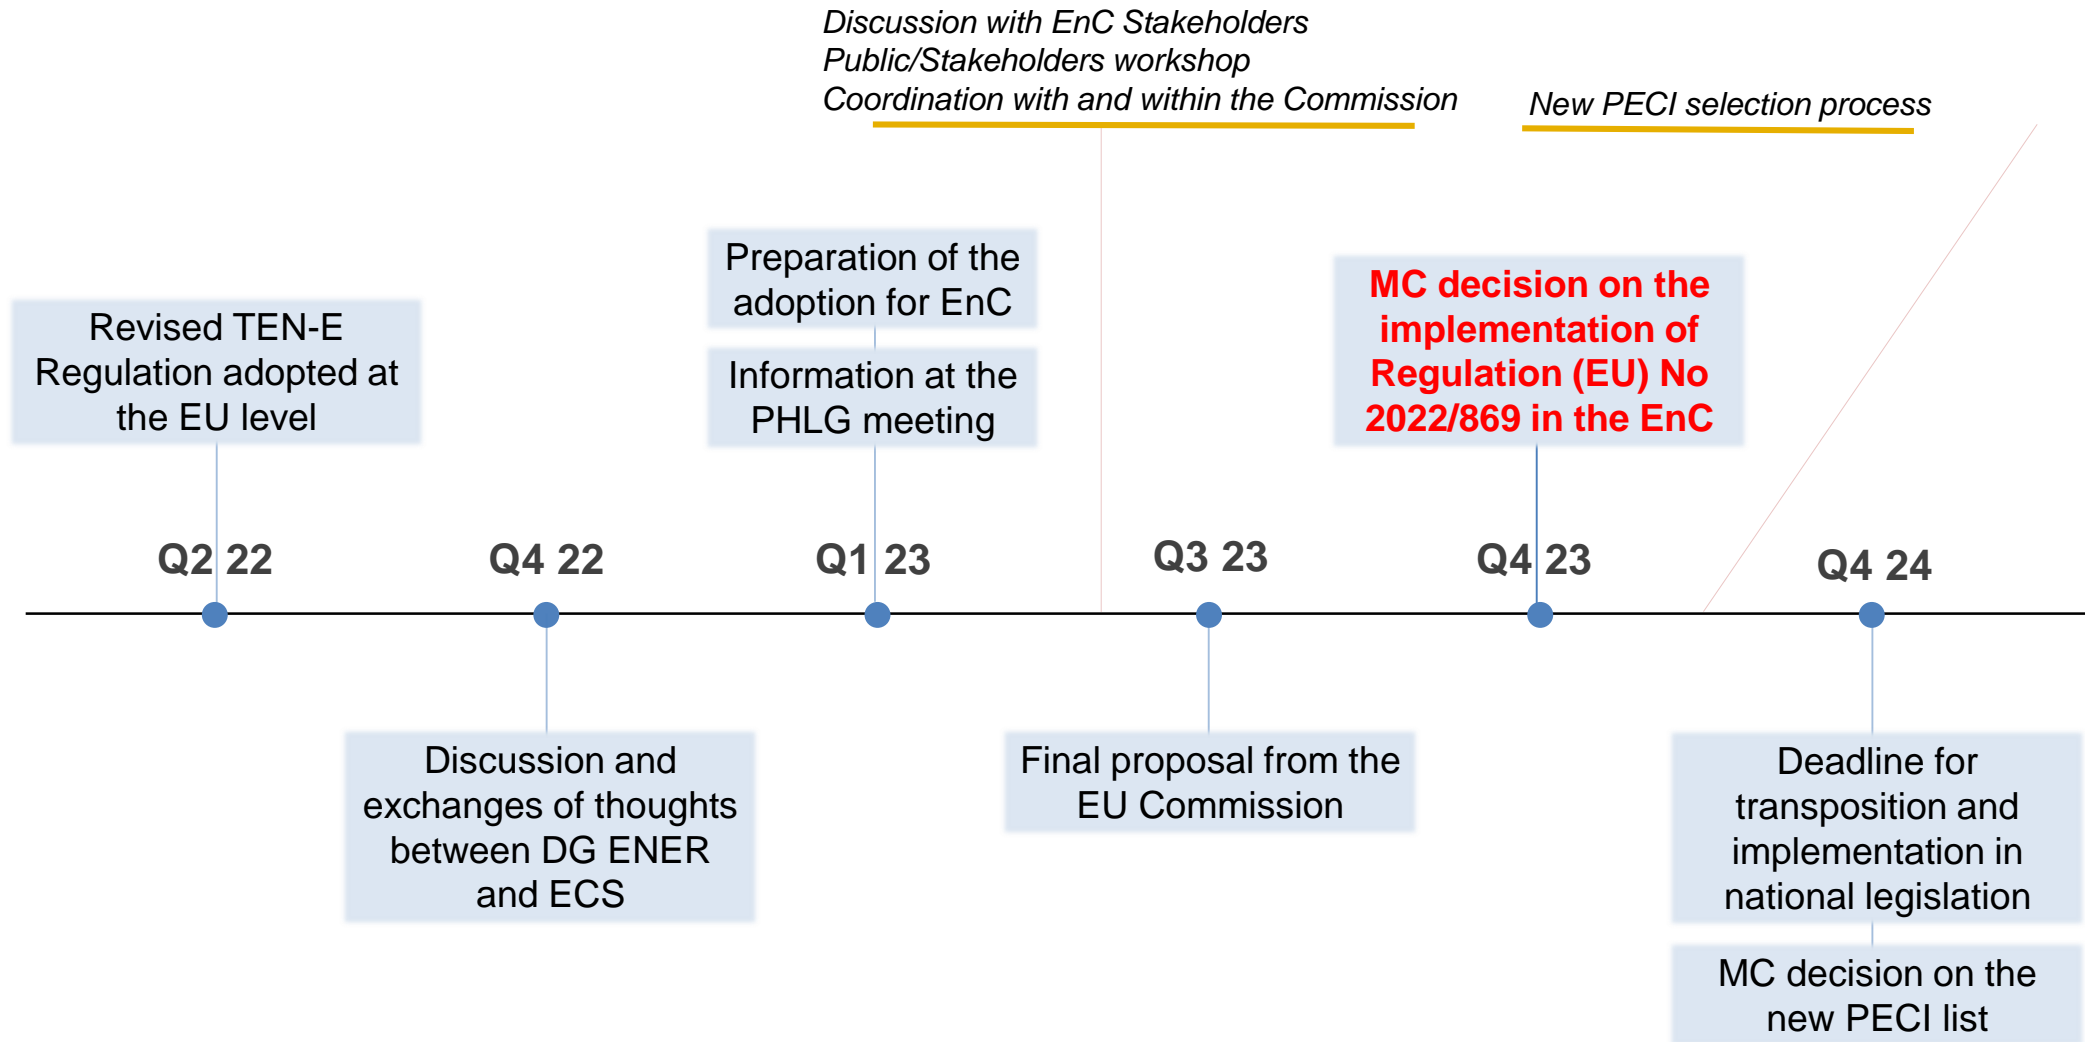 Discussion with EnC Stakeholders
Public/Stakeholders workshop
Coordination with and within the Commission
New PECI selection process
Revised TEN-E
Regulation adopted at
the EU level
Preparation of the
adoption for EnC
Information at the
PHLG meeting
MC decision on the
implementation of
Regulation (EU) No
2022/869 in the EnC
Q2 22
Q4 22
Q1 23
Q3 23
Q4 23
Q4 24
Discussion and
exchanges of thoughts
between DG ENER
and ECS
Final proposal from the
EU Commission
Deadline for
transposition and
implementation in
national legislation
MC decision on the
new PECI list